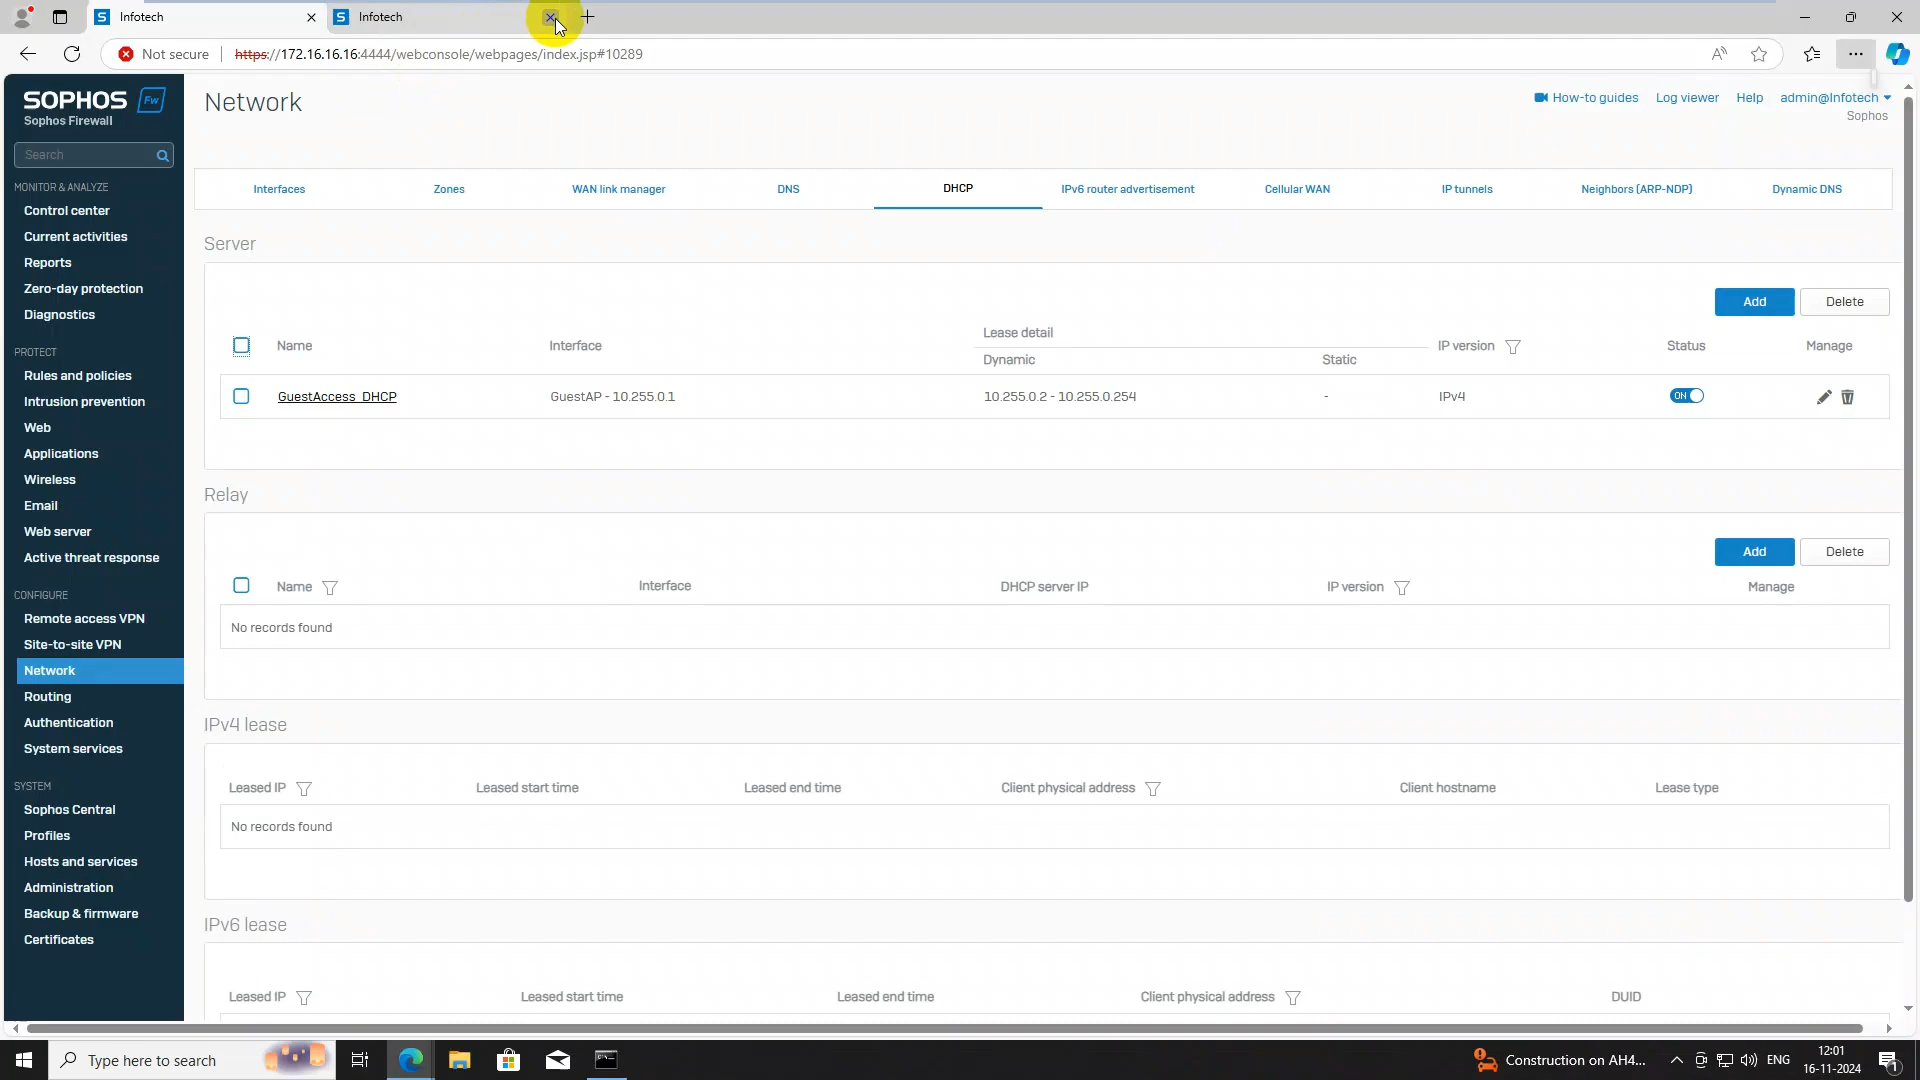 Infotech
Infotech
Not secure
https://172.16.16.16:4444/webconsole/webpages/index.jsp#10289
SOPHOS Fw
Sophos Firewall
Search
MONITOR & ANALYZE
Control center
Current activities
Reports
Zero-day protection
Diagnostics
PROTECT
Rules and policies
Intrusion prevention
Web
Applications
Wireless
Email
Web server
Active threat response
CONFIGURE
Remote access VPN
Site-to-site VPN
Network
Routing
Authentication
System services
SYSTEM
Sophos Central
Profiles
Hosts and services
Administration
Backup & firmware
Certificates
Network
How-to guides
Log viewer
Help
admin@Infotech
Sophos
Interfaces
Zones
WAN link manager
DNS
DHCP
IPv6 router advertisement
Cellular WAN
IP tunnels
Neighbors (ARP-NDP)
Dynamic DNS
Server
Add
Delete
Name
Interface
Lease detail
Dynamic
Static
IP version
Status
Manage
GuestAccess_DHCP
GuestAP - 10.255.0.1
10.255.0.2 - 10.255.0.254
-
IPv4
ON
Relay
Add
Delete
Name
Interface
DHCP server IP
IP version
Manage
No records found
IPv4 lease
Leased IP
Leased start time
Leased end time
Client physical address
Client hostname
Lease type
No records found
IPv6 lease
Leased IP
Leased start time
Leased end time
Client physical address
DUID
Type here to search
Construction on AH4...
ENG
12:01
16-11-2024
1